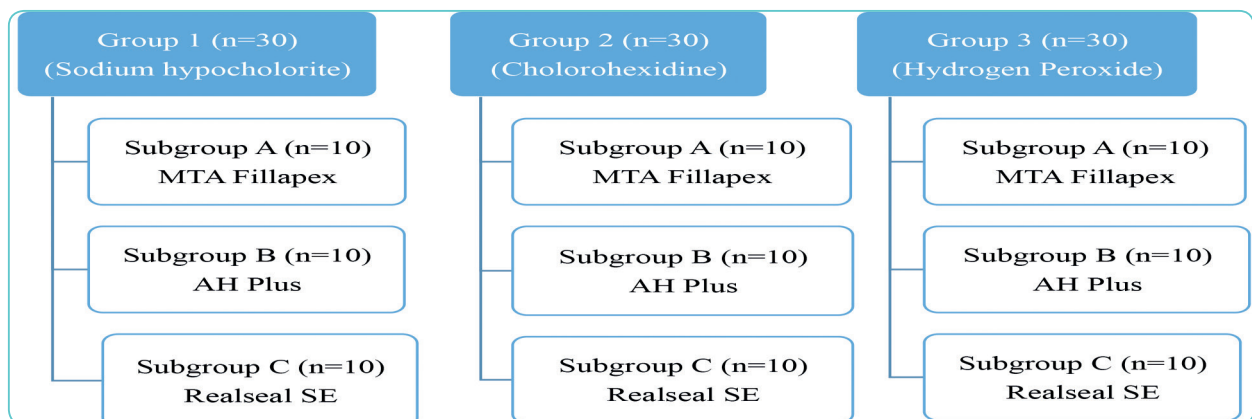 Group 1 (n=30)
(Sodium hypocholorite)
Subgroup A (n=10)
MTA Fillapex
Subgroup B (n=10)
AH Plus
Subgroup C (n=10)
Realseal SE
Group 2 (n=30)
(Cholorohexidine)
Subgroup A (n=10)
MTA Fillapex
Subgroup B (n=10)
AH Plus
Subgroup C (n=10)
Realseal SE
Group 3 (n=30)
(Hydrogen Peroxide)
Subgroup A (n=10)
MTA Fillapex
Subgroup B (n=10)
AH Plus
Subgroup C (n=10)
Realseal SE